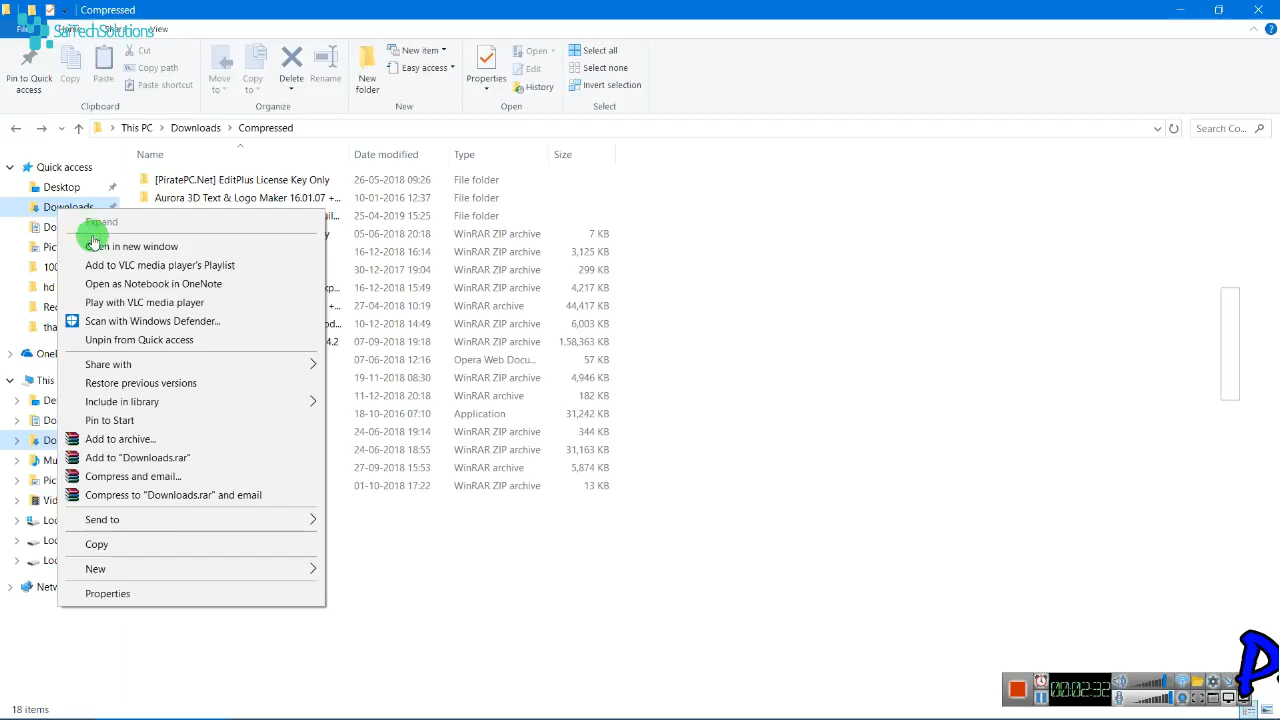 Compressed
SaiTechSolutions
View
Pin to Quick access
Copy
Paste
Cut
Copy path
Paste shortcut
Clipboard
Move to
Copy to
Delete
Rename
Organize
New folder
New item
Easy access
New
Properties
Open
Edit
History
Open
Select all
Select none
Invert selection
Select
This PC
Downloads
Compressed
Search Co...
Name
Date modified
Type
Size
Quick access
Desktop
Downloads
[PiratePC.Net] EditPlus License Key Only 26-05-2018 09:26 File folder
Aurora 3D Text & Logo Maker 16.01.07 +... 10-01-2016 12:37 File folder
25-04-2019 15:25 File folder
05-06-2018 20:18 WinRAR ZIP archive 7 KB
16-12-2018 16:14 WinRAR ZIP archive 3,125 KB
30-12-2017 19:04 WinRAR ZIP archive 299 KB
16-12-2018 15:49 WinRAR ZIP archive 4,217 KB
27-04-2018 10:19 WinRAR archive 44,417 KB
10-12-2018 14:49 WinRAR ZIP archive 6,003 KB
07-09-2018 19:18 WinRAR ZIP archive 1,58,363 KB
07-06-2018 12:16 Opera Web Docu... 57 KB
19-11-2018 08:30 WinRAR ZIP archive 4,946 KB
11-12-2018 20:18 WinRAR archive 182 KB
18-10-2016 07:10 Application 31,242 KB
24-06-2018 19:14 WinRAR ZIP archive 344 KB
24-06-2018 18:55 WinRAR ZIP archive 31,163 KB
27-09-2018 15:53 WinRAR archive 5,874 KB
01-10-2018 17:22 WinRAR ZIP archive 13 KB
Expand
Open in new window
Add to VLC media player's Playlist
Open as Notebook in OneNote
Play with VLC media player
Scan with Windows Defender...
Unpin from Quick access
Share with
Restore previous versions
Include in library
Pin to Start
Add to archive...
Add to "Downloads.rar"
Compress and email...
Compress to "Downloads.rar" and email
Send to
Copy
New
Properties
00:02:32
18 items